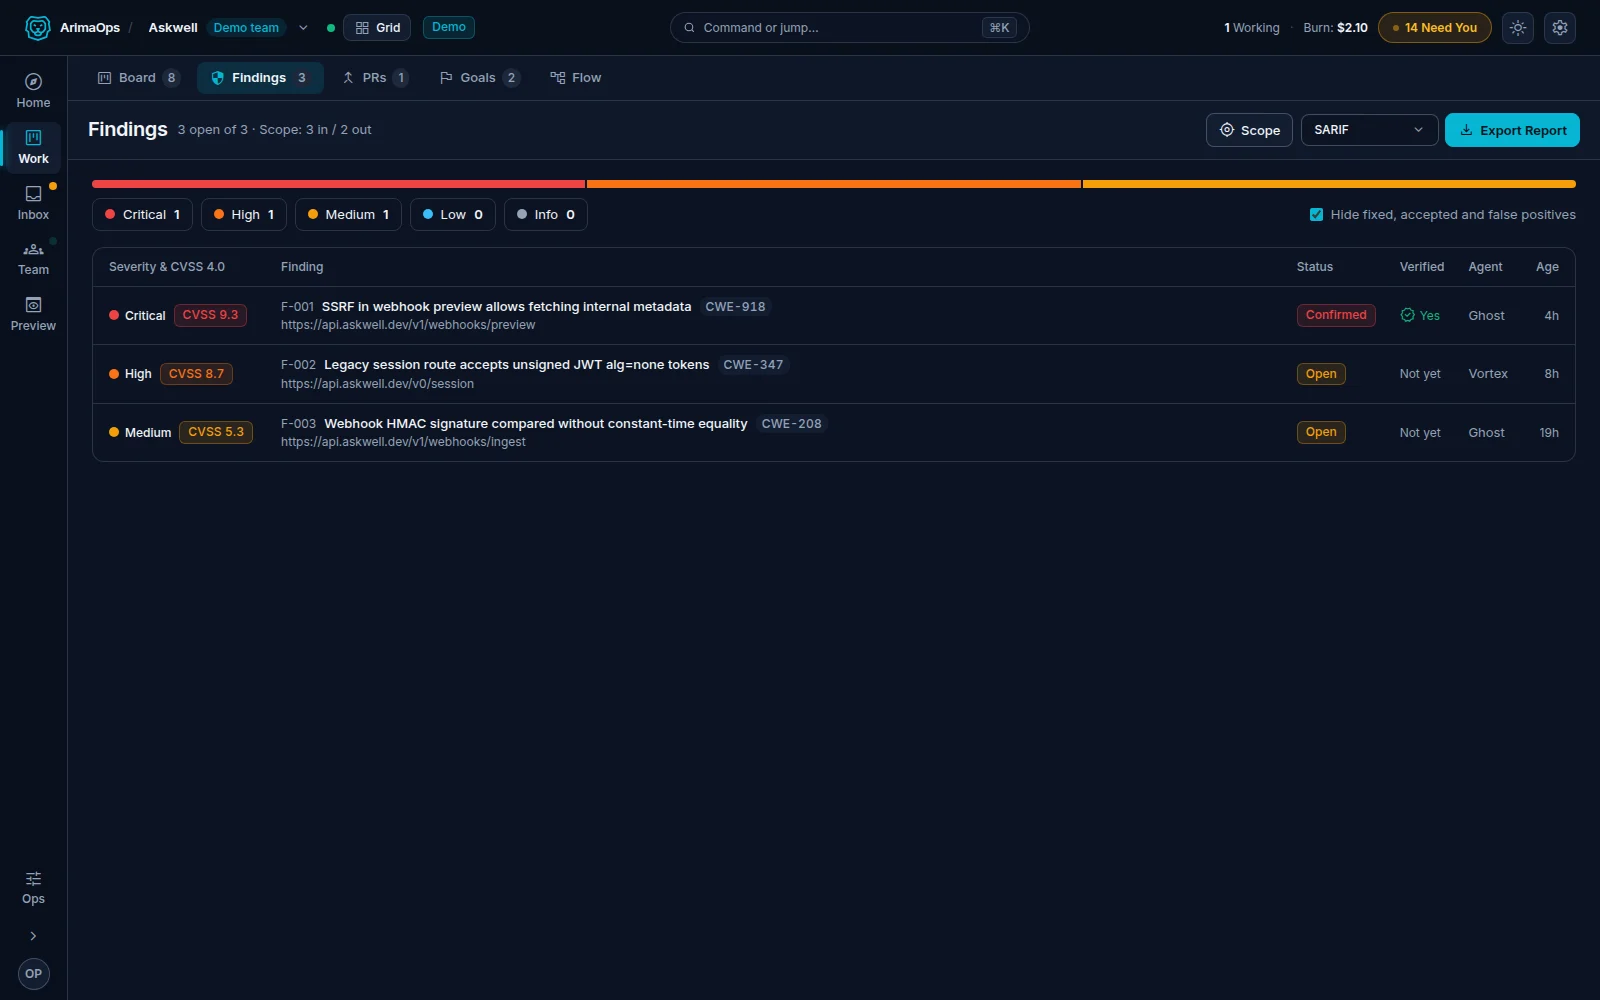 ArimaOps / Askwell Demo team Grid Demo Command or jump... ⌘K 1 Working · Burn: $2.10 14 Need You
Board 8 Findings 3 PRs 1 Goals 2 Flow
Home
Work
Inbox
Team
Preview
Findings 3 open of 3 · Scope: 3 in / 2 out Scope SARIF Export Report
Critical 1 High 1 Medium 1 Low 0 Info 0 Hide fixed, accepted and false positives
Severity & CVSS 4.0 Finding Status Verified Agent Age
Critical CVSS 9.3 F-001 SSRF in webhook preview allows fetching internal metadata CWE-918 Confirmed Yes Ghost 4h
https://api.askwell.dev/v1/webhooks/preview
High CVSS 8.7 F-002 Legacy session route accepts unsigned JWT alg=none tokens CWE-347 Open Not yet Vortex 8h
https://api.askwell.dev/v0/session
Medium CVSS 5.3 F-003 Webhook HMAC signature compared without constant-time equality CWE-208 Open Not yet Ghost 19h
https://api.askwell.dev/v1/webhooks/ingest
Ops
OP